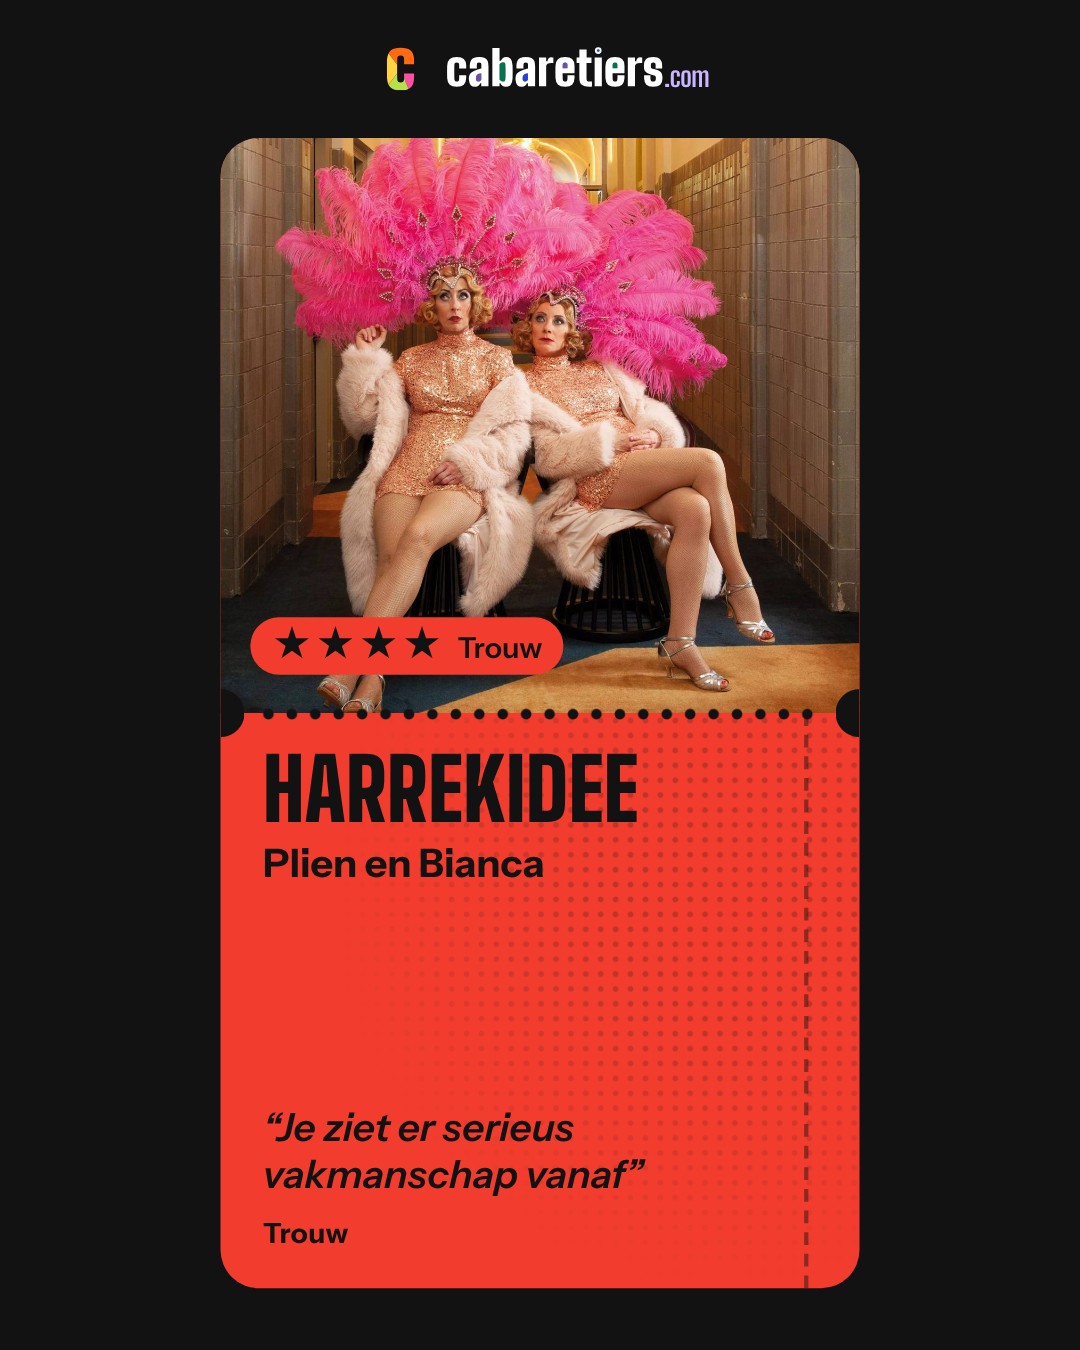 cabaretiers.com
★★★★ Trouw
HARREKIDEE
Plien en Bianca
“Je ziet er serieus
vakmanschap vanaf”
Trouw